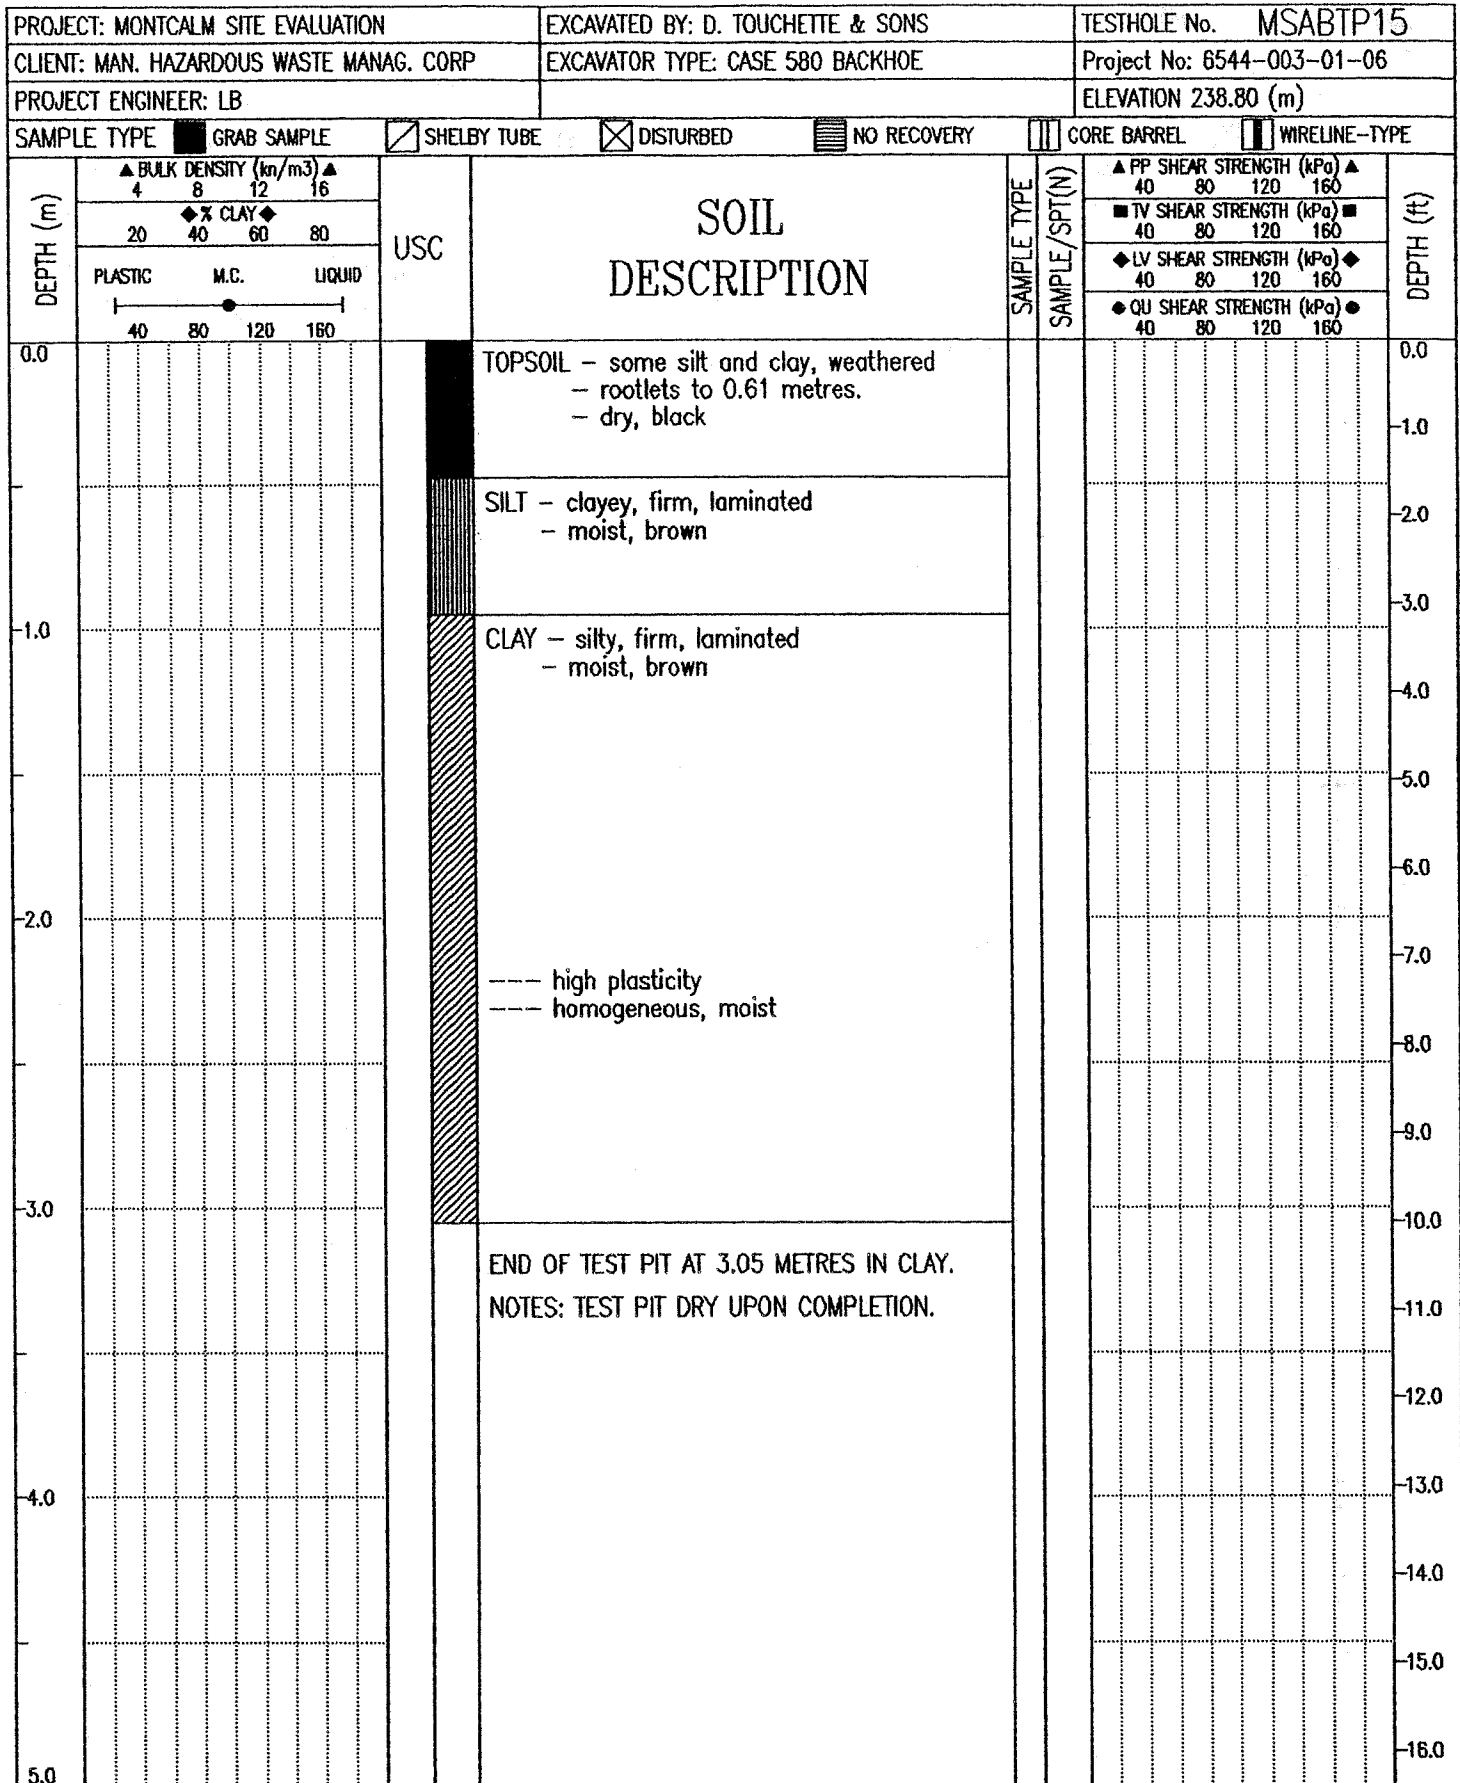 PROJECT: MONTCALM SITE EVALUATION
EXCAVATED BY: D. TOUCHETTE & SONS
TESTHOLE No. MSABTP15
CLIENT: MAN. HAZARDOUS WASTE MANAG. CORP
EXCAVATOR TYPE: CASE 580 BACKHOE
Project No: 6544-003-01-06
PROJECT ENGINEER: LB
ELEVATION 238.80 (m)
SAMPLE TYPE
GRAB SAMPLE
SHELBY TUBE
DISTURBED
NO RECOVERY
CORE BARREL
WIRELINE-TYPE
DEPTH (m)
▲ BULK DENSITY (kn/m3) ▲
4 8 12 16
◆ % CLAY ◆
20 40 60 80
PLASTIC M.C. LIQUID
40 80 120 160
USC
SOIL
DESCRIPTION
SAMPLE TYPE
SAMPLE/SPT(N)
▲ PP SHEAR STRENGTH (kPa) ▲
40 80 120 160
■ TV SHEAR STRENGTH (kPa) ■
40 80 120 160
◆ LV SHEAR STRENGTH (kPa) ◆
40 80 120 160
● QU SHEAR STRENGTH (kPa) ●
40 80 120 160
DEPTH (ft)
0.0
1.0
2.0
3.0
4.0
5.0
TOPSOIL - some silt and clay, weathered
- rootlets to 0.61 metres.
- dry, black
SILT - clayey, firm, laminated
- moist, brown
CLAY - silty, firm, laminated
- moist, brown
--- high plasticity
--- homogeneous, moist
END OF TEST PIT AT 3.05 METRES IN CLAY.
NOTES: TEST PIT DRY UPON COMPLETION.
0.0
1.0
2.0
3.0
4.0
5.0
6.0
7.0
8.0
9.0
10.0
11.0
12.0
13.0
14.0
15.0
16.0